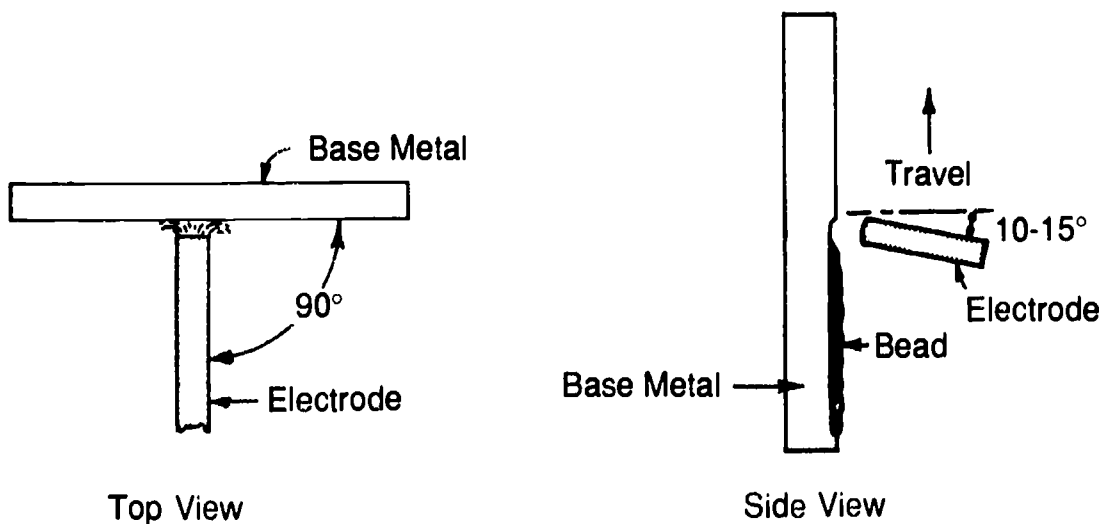 Base Metal
90°
Electrode
Top View
Travel
10-15°
Electrode
Bead
Base Metal
Side View